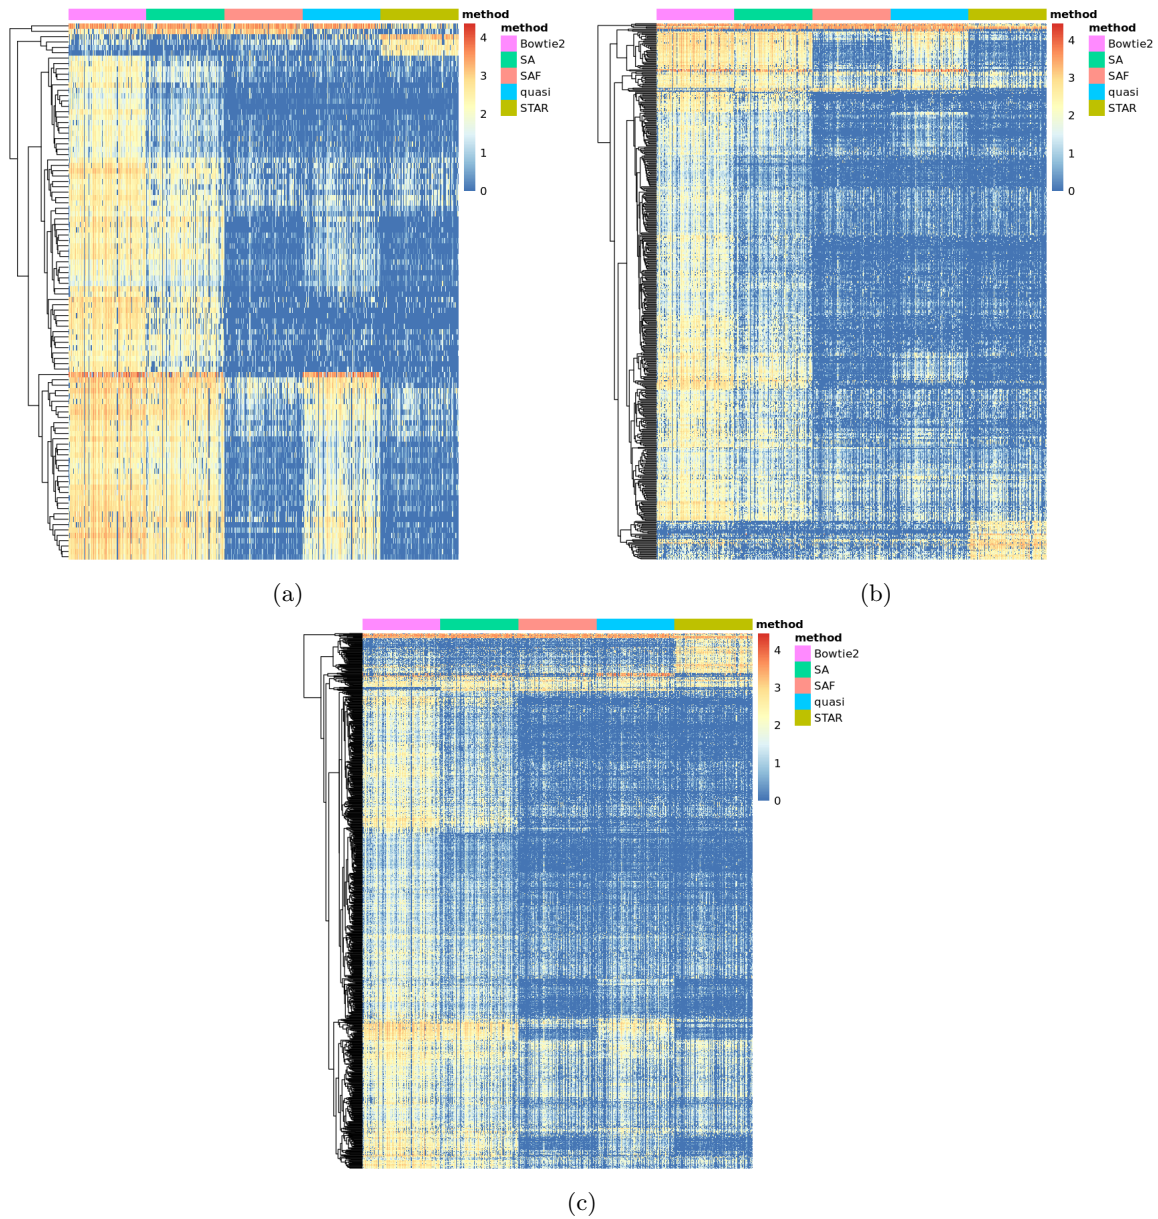 method
4
3
2
1
0
method
Bowtie2
SA
SAF
quasi
STAR
(a)
method
4
3
2
1
0
method
Bowtie2
SA
SAF
quasi
STAR
(b)
method
4
3
2
1
0
method
Bowtie2
SA
SAF
quasi
STAR
(c)